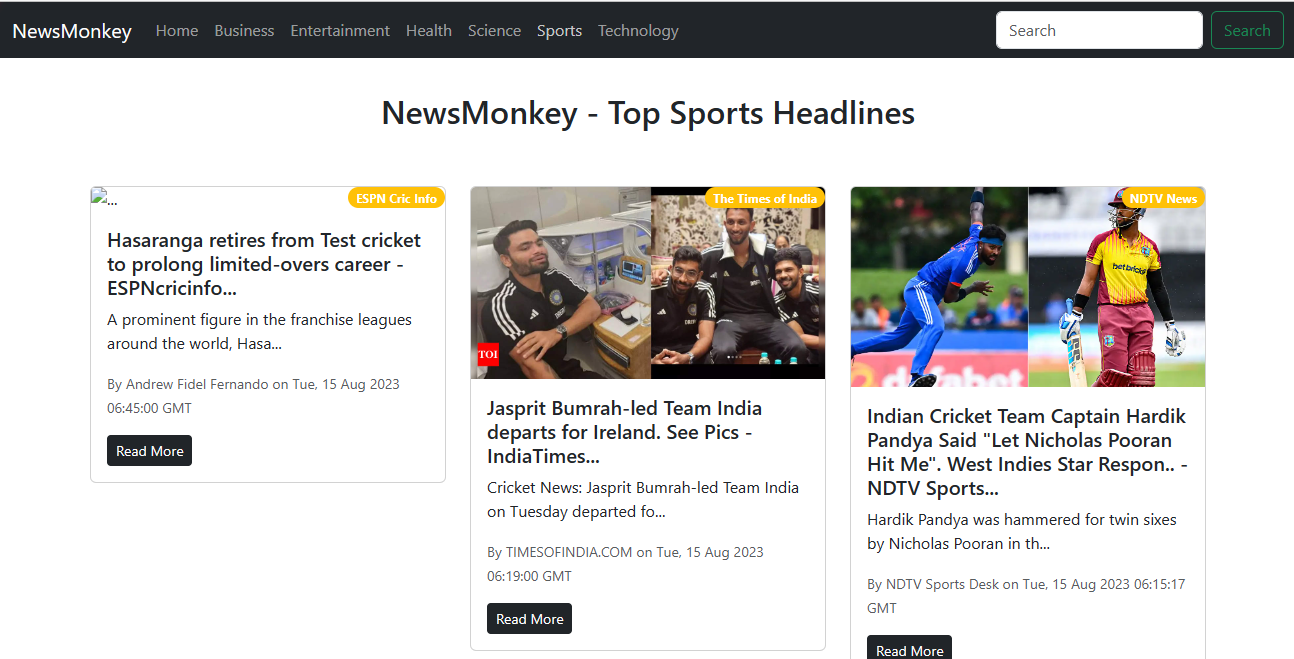 NewsMonkey Home Business Entertainment Health Science Sports Technology Search Search
NewsMonkey - Top Sports Headlines
...
ESPN Cric Info
Hasaranga retires from Test cricket
to prolong limited-overs career -
ESPNcricinfo...
A prominent figure in the franchise leagues
around the world, Hasa...
By Andrew Fidel Fernando on Tue, 15 Aug 2023
06:45:00 GMT
Read More
The Times of India
TOI
Jasprit Bumrah-led Team India
departs for Ireland. See Pics -
IndiaTimes...
Cricket News: Jasprit Bumrah-led Team India
on Tuesday departed fo...
By TIMESOFINDIA.COM on Tue, 15 Aug 2023
06:19:00 GMT
Read More
NDTV News
betbrick
dafabet
Indian Cricket Team Captain Hardik
Pandya Said "Let Nicholas Pooran
Hit Me". West Indies Star Respon.. -
NDTV Sports...
Hardik Pandya was hammered for twin sixes
by Nicholas Pooran in th...
By NDTV Sports Desk on Tue, 15 Aug 2023 06:15:17
GMT
Read More